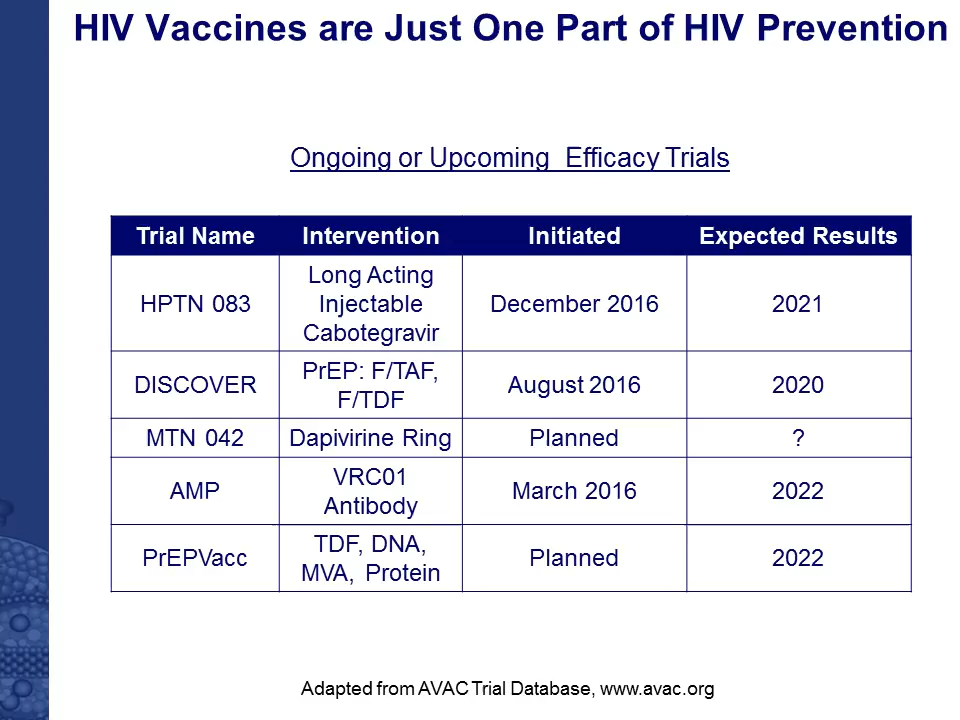 HIV Vaccines are Just One Part of HIV Prevention
Ongoing or Upcoming  Efficacy Trials
Trial Name Intervention Initiated Expected Results
HPTN 083 Long Acting Injectable Cabotegravir December 2016 2021
DISCOVER PrEP: F/TAF, F/TDF August 2016 2020
MTN 042 Dapivirine Ring Planned ?
AMP VRC01 Antibody March 2016 2022
PrEPVacc TDF, DNA, MVA, Protein Planned 2022
Adapted from AVAC Trial Database, www.avac.org